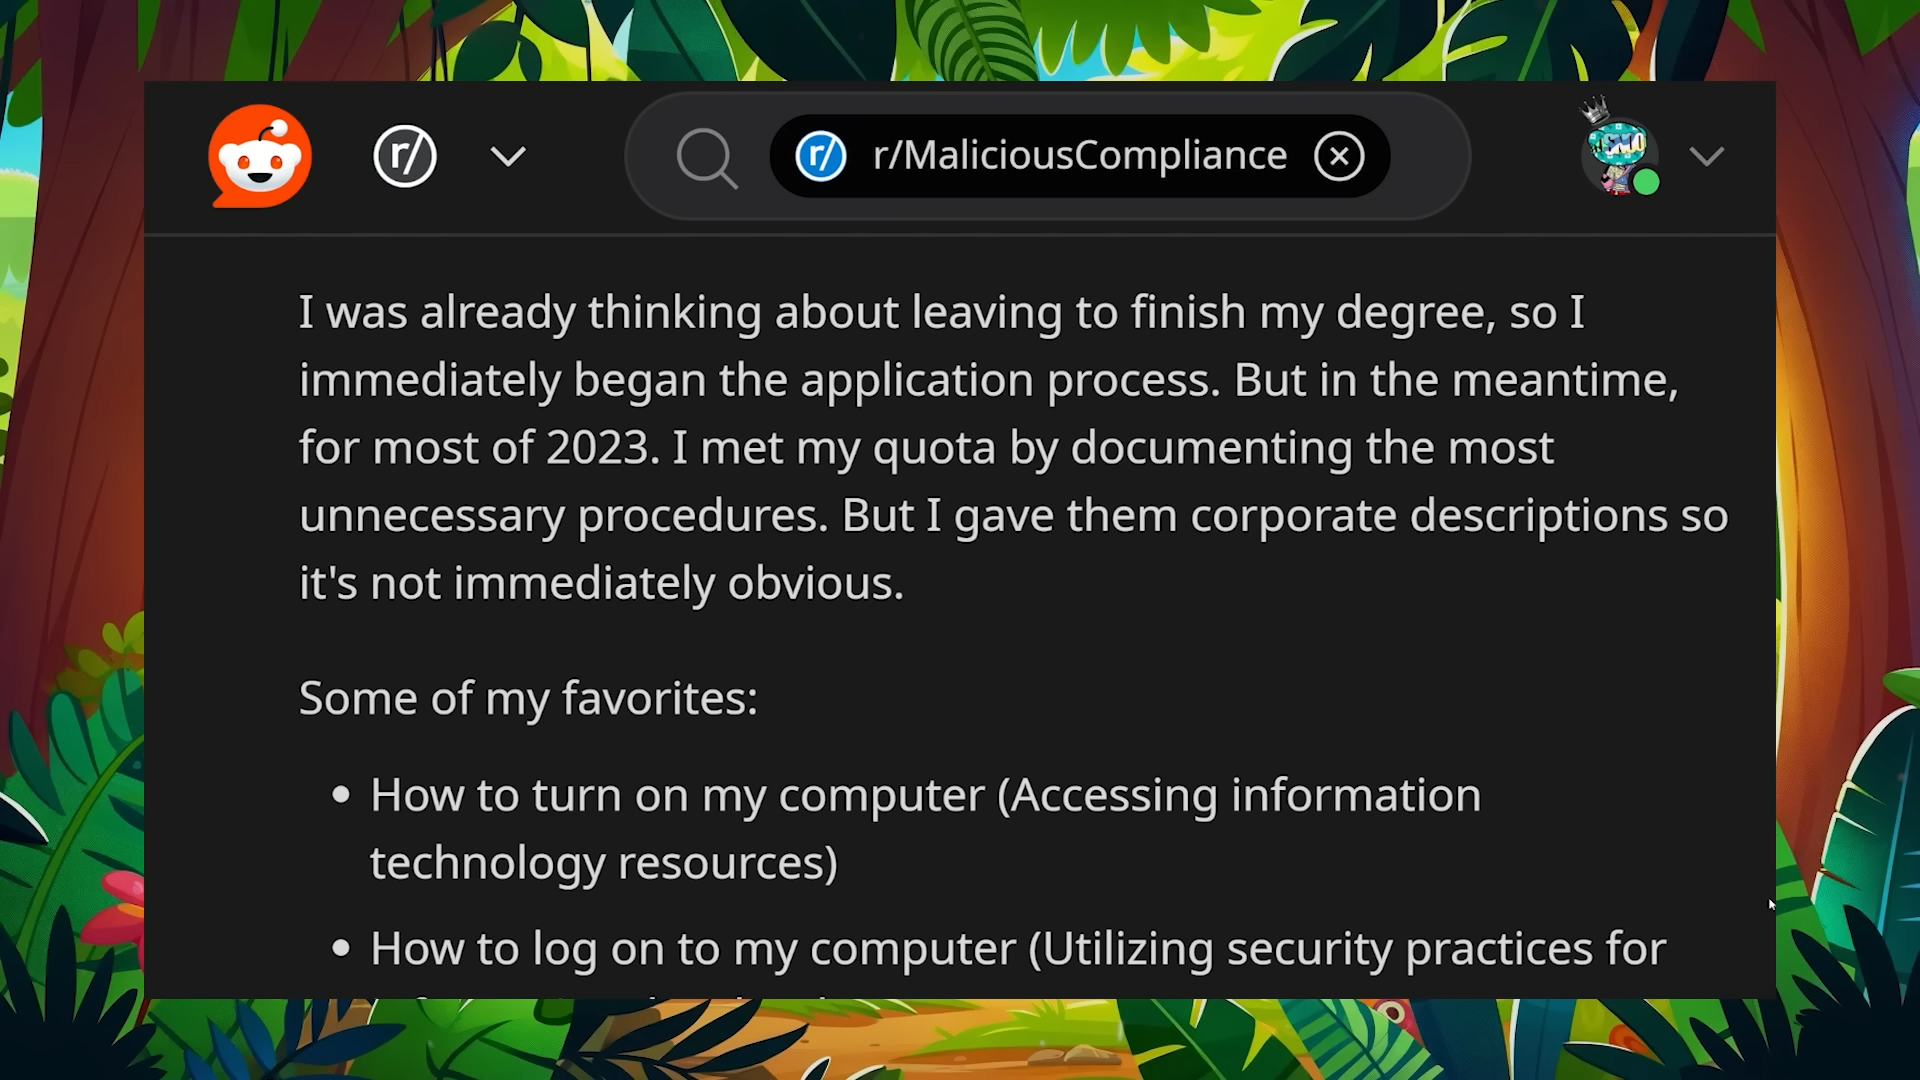 r/
r/ r/MaliciousCompliance
I was already thinking about leaving to finish my degree, so I
immediately began the application process. But in the meantime,
for most of 2023. I met my quota by documenting the most
unnecessary procedures. But I gave them corporate descriptions so
it's not immediately obvious.
Some of my favorites:
• How to turn on my computer (Accessing information
technology resources)
• How to log on to my computer (Utilizing security practices for